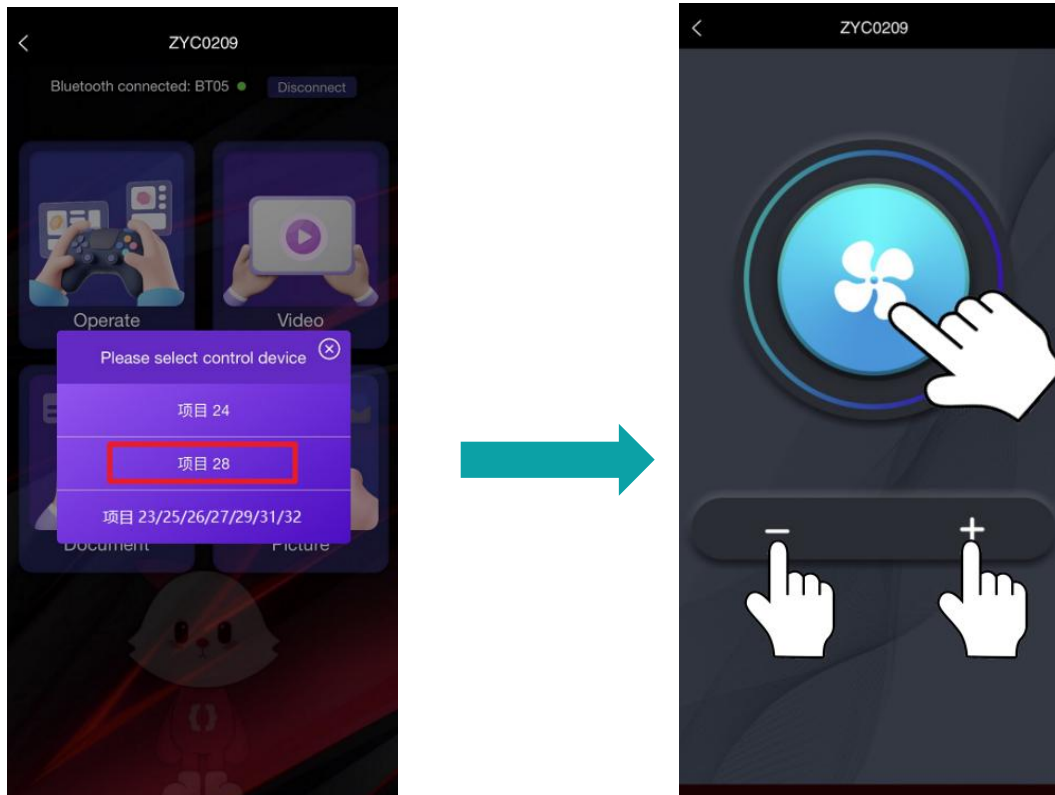 ZYC0209
Bluetooth connected: BT05
Disconnect
Operate
Video
Please select control device
项目 24
项目 28
项目 23/25/26/27/29/31/32
Document
Picture
ZYC0209